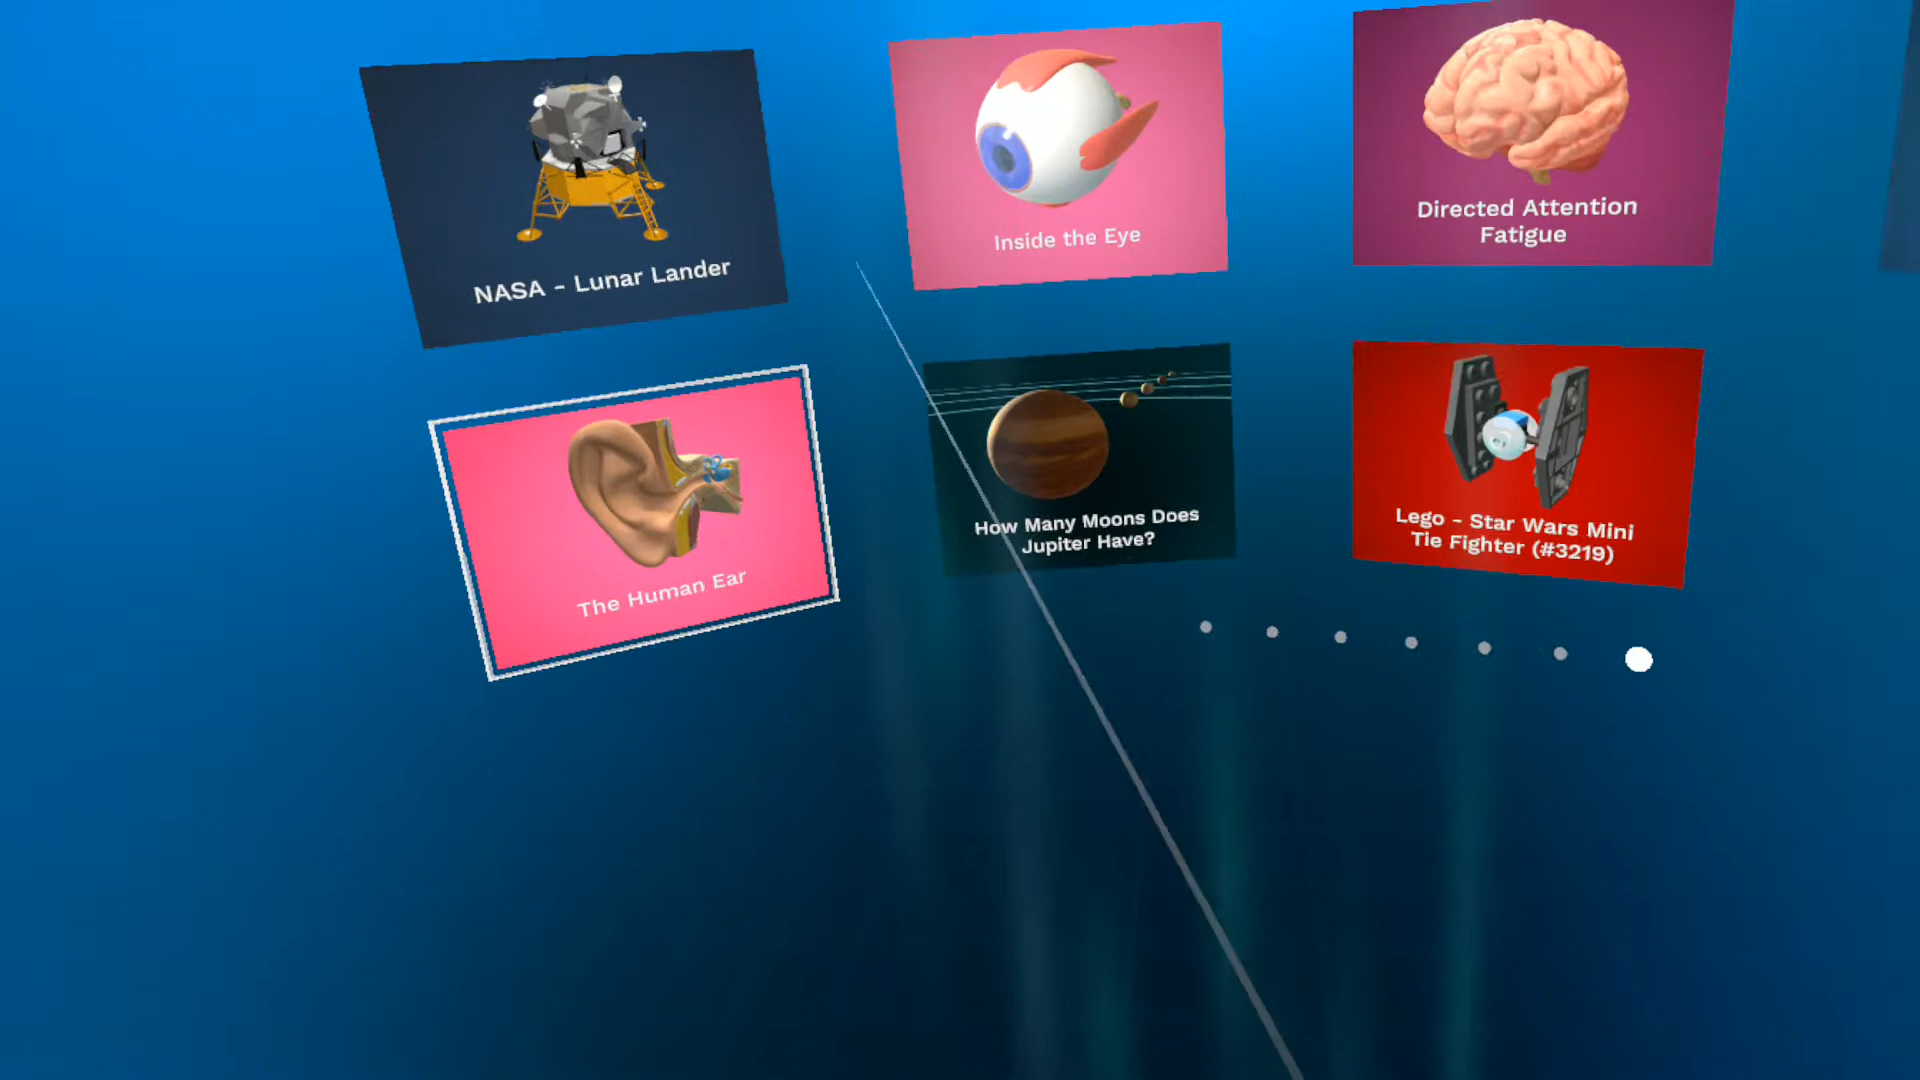 NASA - Lunar Lander
Inside the Eye
Directed Attention
Fatigue
The Human Ear
How Many Moons Does
Jupiter Have?
Lego - Star Wars Mini
Tie Fighter (#3219)